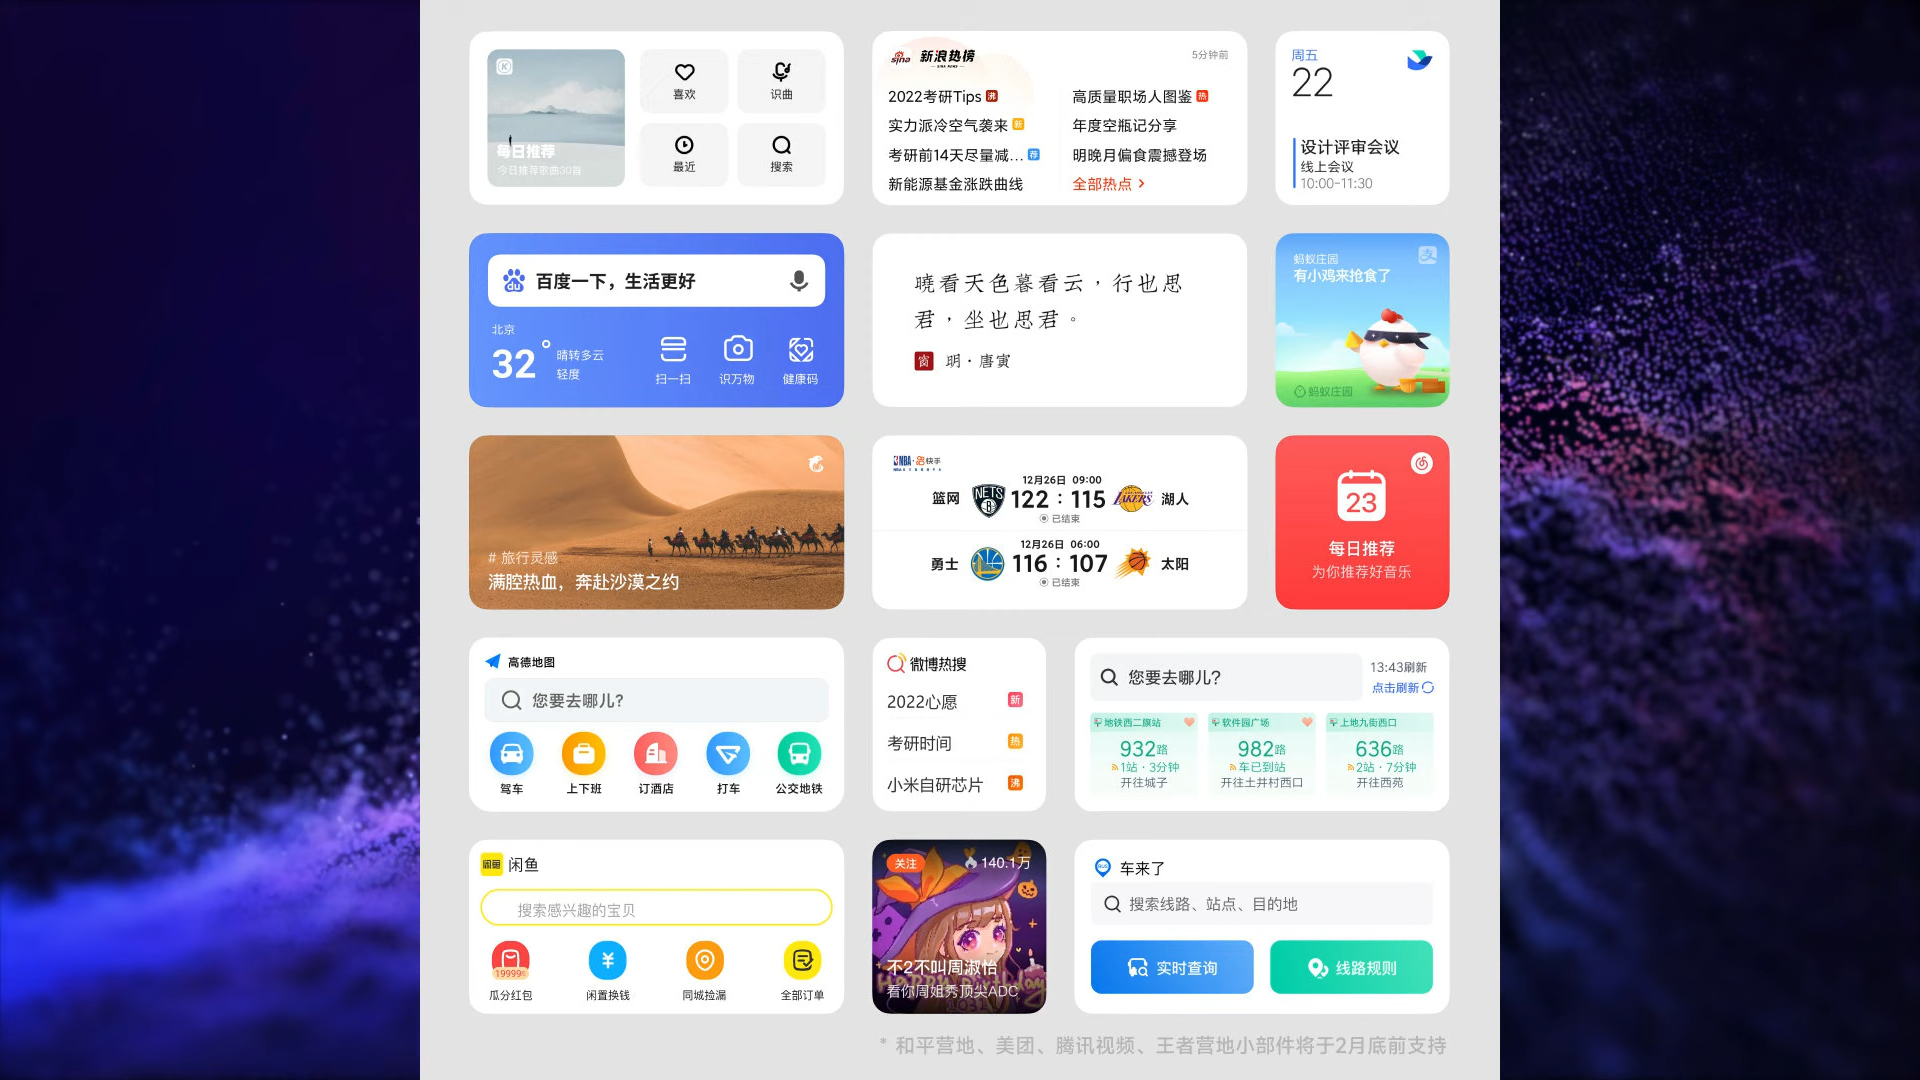 每日推荐
今日推荐歌曲30首
喜欢
识曲
最近
搜索
sina 新浪热榜
5分钟前
2022考研Tips 沸
实力派冷空气袭来 新
考研前14天尽量减... 荐
新能源基金涨跌曲线
高质量职场人图鉴 热
年度空瓶记分享
明晚月偏食震撼登场
全部热点 >
周五
22
设计评审会议
线上会议
10:00-11:30
du 百度一下，生活更好
北京
32°
晴转多云
轻度
扫一扫
识万物
健康码
曉看天色暮看云，行也思
君，坐也思君。
明·唐寅
支
蚂蚁庄园
有小鸡来抢食了
蚂蚁庄园
# 旅行灵感
满腔热血，奔赴沙漠之约
NBA·快手
12月26日 09:00
篮网 NETS B 122 : 115 LAKERS 湖人
已结束
12月26日 06:00
勇士 116 : 107 太阳
已结束
23
每日推荐
为你推荐好音乐
高德地图
您要去哪儿?
驾车
上下班
订酒店
打车
公交地铁
微博热搜
2022心愿 新
考研时间 热
小米自研芯片 沸
您要去哪儿?
13:43刷新
点击刷新
地铁西二旗站
932路
1站·3分钟
开往城子
软件园广场
982路
车已到站
开往土井村西口
上地九街西口
636路
2站·7分钟
开往西苑
闲鱼 闲鱼
搜索感兴趣的宝贝
19999
瓜分红包
闲置换钱
同城捡漏
全部订单
关注
140.1万
不2不叫周淑怡
看你周姐秀顶尖ADC
车来了
搜索线路、站点、目的地
实时查询
线路规则
* 和平营地、美团、腾讯视频、王者营地小部件将于2月底前支持